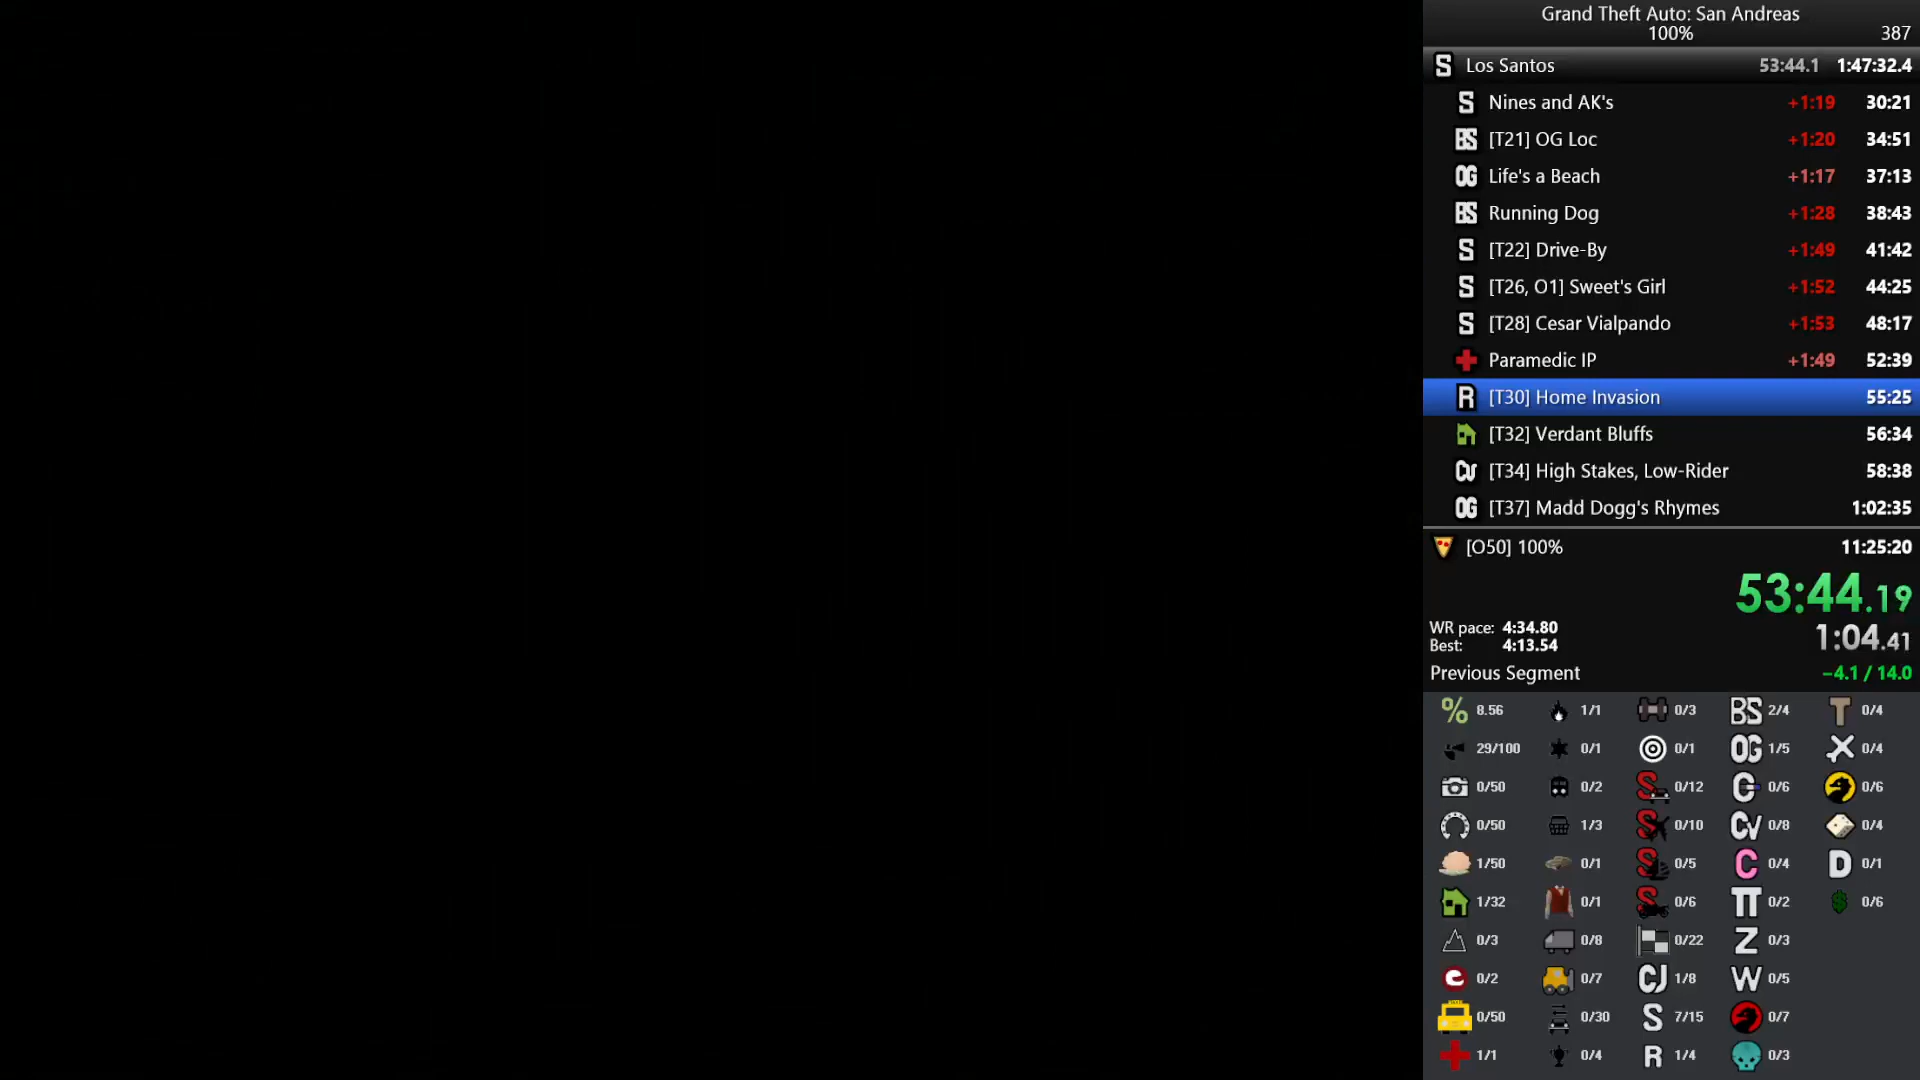 Grand Theft Auto: San Andreas
100% 387
S Los Santos 53:44.1 1:47:32.4
S Nines and AK's +1:19 30:21
BS [T21] OG Loc +1:20 34:51
OG Life's a Beach +1:17 37:13
BS Running Dog +1:28 38:43
S [T22] Drive-By +1:49 41:42
S [T26, O1] Sweet's Girl +1:52 44:25
S [T28] Cesar Vialpando +1:53 48:17
Paramedic IP +1:49 52:39
R [T30] Home Invasion 55:25
[T32] Verdant Bluffs 56:34
CV [T34] High Stakes, Low-Rider 58:38
OG [T37] Madd Dogg's Rhymes 1:02:35
[O50] 100% 11:25:20
53:44.19
WR pace: 4:34.80
Best: 4:13.54
1:04.41
Previous Segment −4.1 / 14.0
% 8.56 1/1 0/3 BS 2/4 T 0/4
29/100 0/1 0/1 OG 1/5 0/4
0/50 0/2 S 0/12 C 0/6 0/6
0/50 1/3 S 0/10 CV 0/8 0/4
1/50 0/1 S 0/5 C 0/4 D 0/1
1/32 0/1 S 0/6 TT 0/2 $ 0/6
0/3 0/8 0/22 Z 0/3
e 0/2 0/7 CJ 1/8 W 0/5
0/50 0/30 S 7/15 0/7
1/1 0/4 R 1/4 0/3